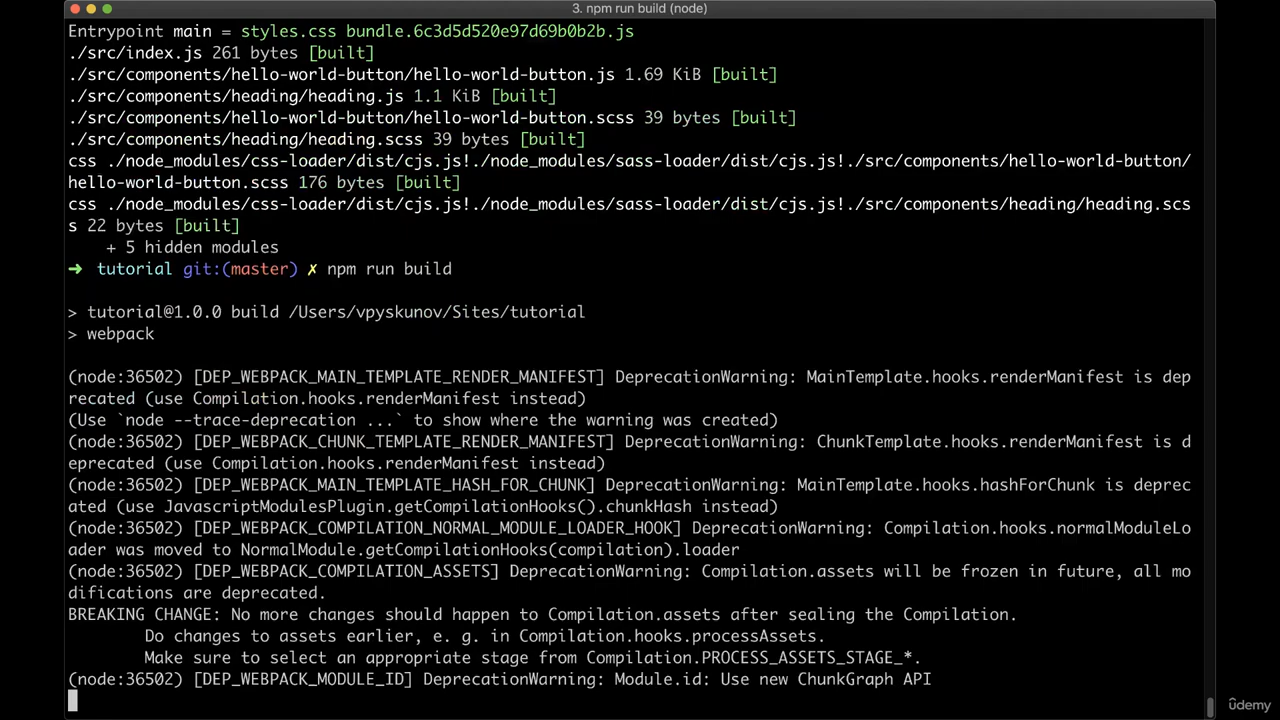 3. npm run build (node)
Entrypoint main = styles.css bundle.6c3d5d520e97d69b0b2b.js
./src/index.js 261 bytes [built]
./src/components/hello-world-button/hello-world-button.js 1.69 KiB [built]
./src/components/heading/heading.js 1.1 KiB [built]
./src/components/hello-world-button/hello-world-button.scss 39 bytes [built]
./src/components/heading/heading.scss 39 bytes [built]
css ./node_modules/css-loader/dist/cjs.js!./node_modules/sass-loader/dist/cjs.js!./src/components/hello-world-button/
hello-world-button.scss 176 bytes [built]
css ./node_modules/css-loader/dist/cjs.js!./node_modules/sass-loader/dist/cjs.js!./src/components/heading/heading.scs
s 22 bytes [built]
+ 5 hidden modules
➜ tutorial git:(master) ✗ npm run build
> tutorial@1.0.0 build /Users/vpyskunov/Sites/tutorial
> webpack
(node:36502) [DEP_WEBPACK_MAIN_TEMPLATE_RENDER_MANIFEST] DeprecationWarning: MainTemplate.hooks.renderManifest is dep
recated (use Compilation.hooks.renderManifest instead)
(Use `node --trace-deprecation ...` to show where the warning was created)
(node:36502) [DEP_WEBPACK_CHUNK_TEMPLATE_RENDER_MANIFEST] DeprecationWarning: ChunkTemplate.hooks.renderManifest is d
eprecated (use Compilation.hooks.renderManifest instead)
(node:36502) [DEP_WEBPACK_MAIN_TEMPLATE_HASH_FOR_CHUNK] DeprecationWarning: MainTemplate.hooks.hashForChunk is deprec
ated (use JavascriptModulesPlugin.getCompilationHooks().chunkHash instead)
(node:36502) [DEP_WEBPACK_COMPILATION_NORMAL_MODULE_LOADER_HOOK] DeprecationWarning: Compilation.hooks.normalModuleLo
ader was moved to NormalModule.getCompilationHooks(compilation).loader
(node:36502) [DEP_WEBPACK_COMPILATION_ASSETS] DeprecationWarning: Compilation.assets will be frozen in future, all mo
difications are deprecated.
BREAKING CHANGE: No more changes should happen to Compilation.assets after sealing the Compilation.
Do changes to assets earlier, e. g. in Compilation.hooks.processAssets.
Make sure to select an appropriate stage from Compilation.PROCESS_ASSETS_STAGE_*.
(node:36502) [DEP_WEBPACK_MODULE_ID] DeprecationWarning: Module.id: Use new ChunkGraph API
ûdemy